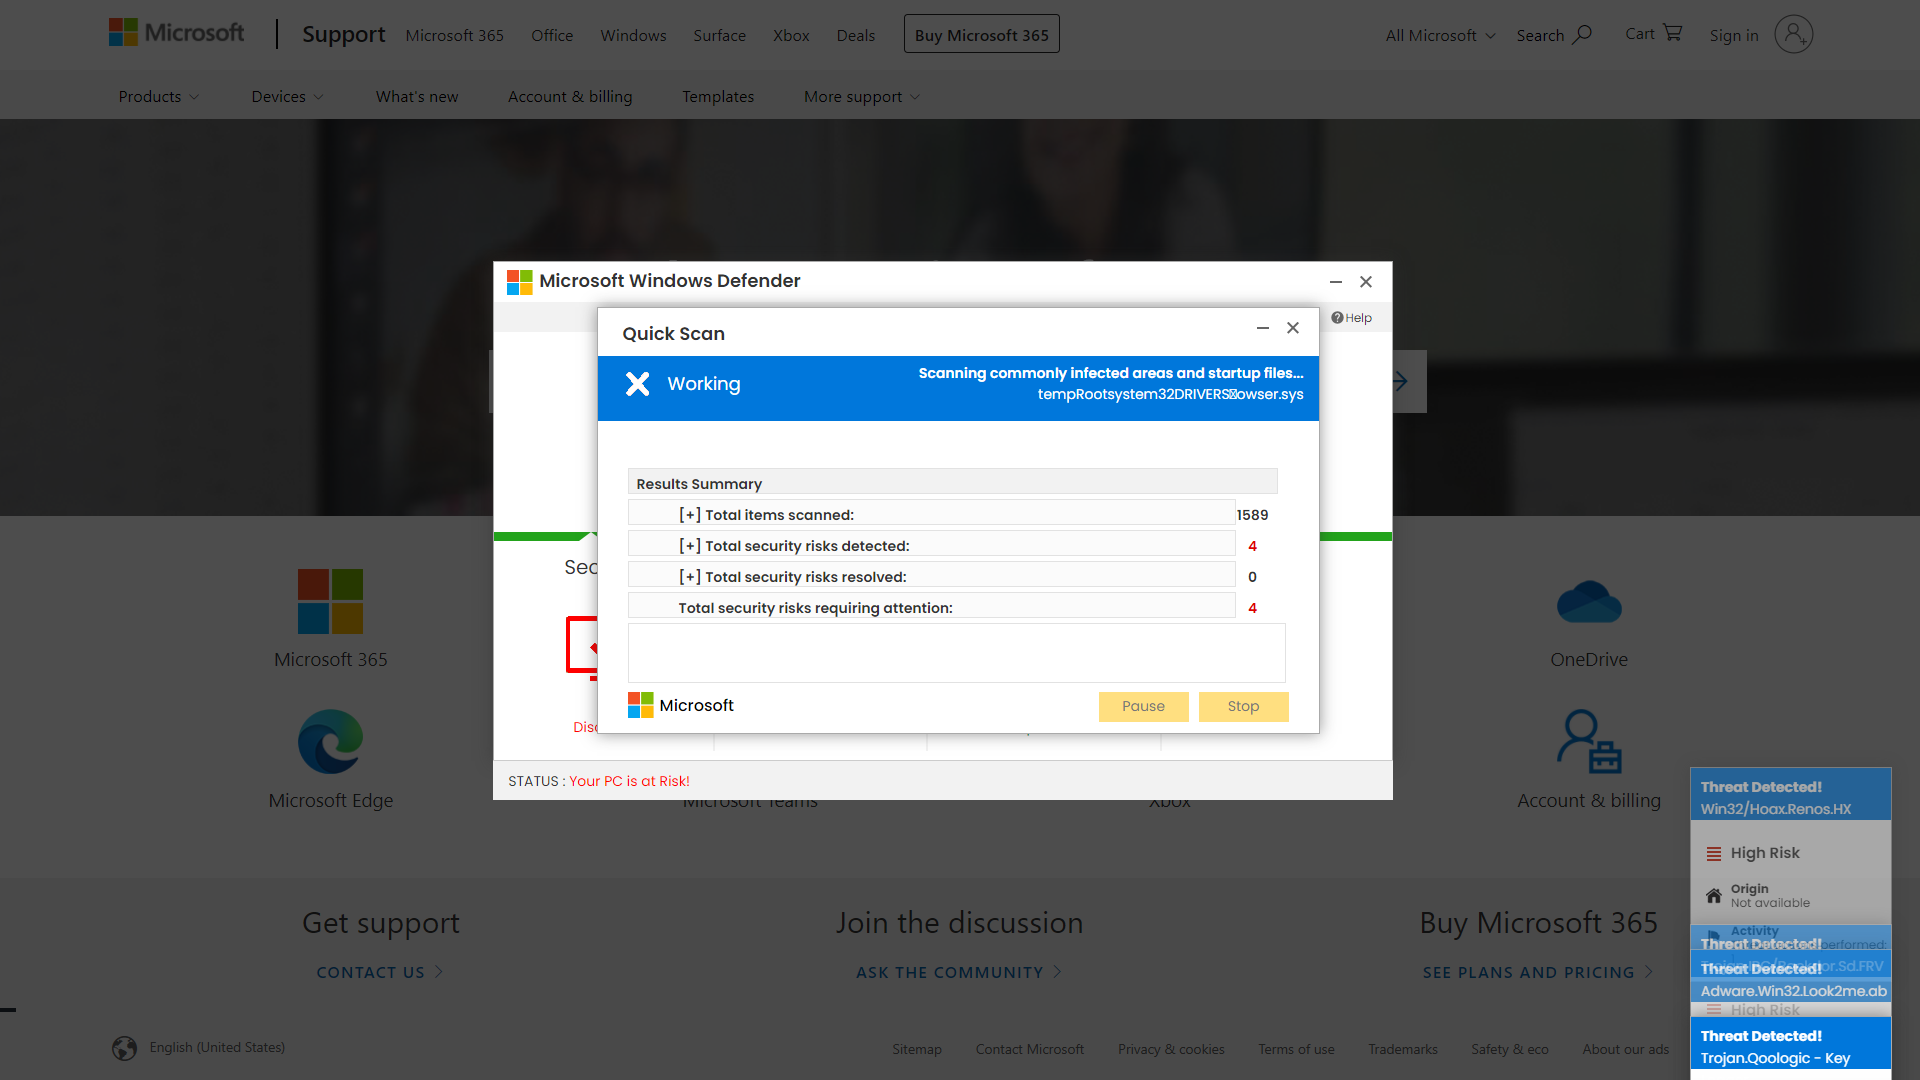 Microsoft
Support
Microsoft 365
Office
Windows
Surface
Xbox
Deals
Buy Microsoft 365
All Microsoft
Search
Cart
Sign in
Products
Devices
What's new
Account & billing
Templates
More support
Microsoft Windows Defender
Help
Quick Scan
Working
Scanning commonly infected areas and startup files...
tempRootsystem32DRIVERS owser.sys
Results Summary
[+] Total items scanned: 1589
[+] Total security risks detected: 4
[+] Total security risks resolved: 0
Total security risks requiring attention: 4
Microsoft
Pause
Stop
Sec
Disc
STATUS : Your PC is at Risk!
Microsoft 365
OneDrive
Microsoft Edge
Microsoft Teams
Xbox
Account & billing
Threat Detected!
Win32/Hoax.Renos.HX
High Risk
Origin
Not available
Activity
performed:
Threat Detected!
Threat Detected!
Adware.Win32.Look2me.ab
High Risk
Threat Detected!
Trojan.Qoologic - Key
Get support
CONTACT US
Join the discussion
ASK THE COMMUNITY
Buy Microsoft 365
SEE PLANS AND PRICING
English (United States)
Sitemap
Contact Microsoft
Privacy & cookies
Terms of use
Trademarks
Safety & eco
About our ads